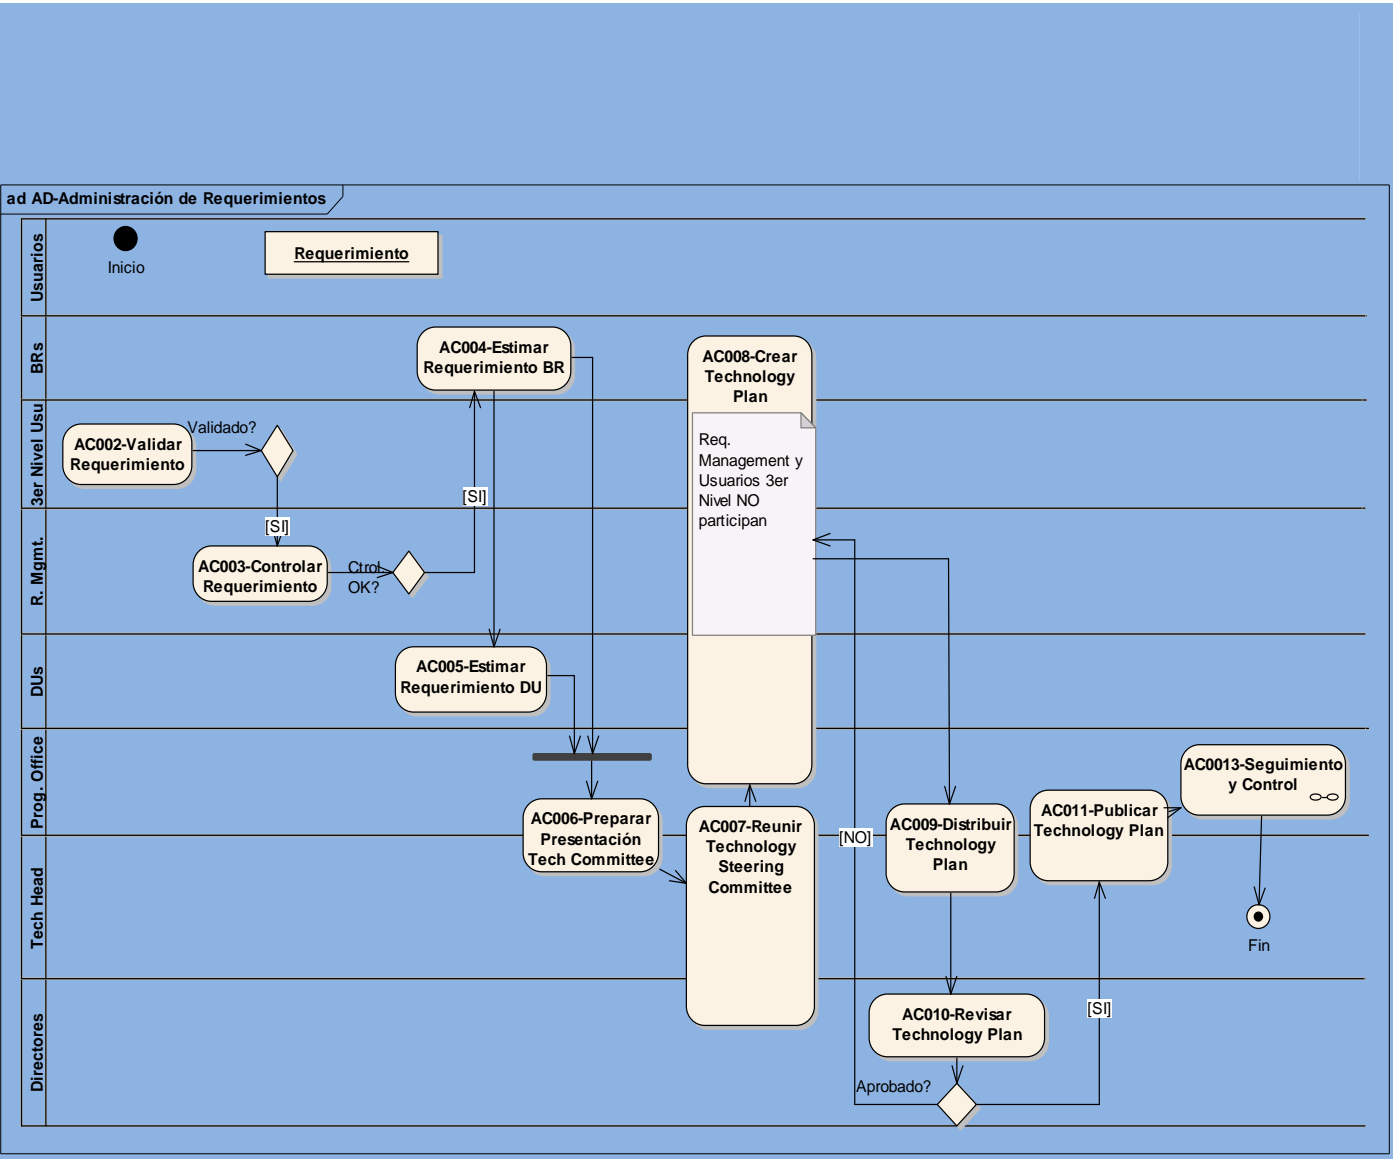 ad AD-Administración de Requerimientos
Usuarios
Inicio
Requerimiento
BRs
AC004-Estimar
Requerimiento BR
AC008-Crear
Technology
Plan
3er Nivel Usu
AC002-Validar
Requerimiento
Validado?
Req.
Management y
Usuarios 3er
Nivel NO
participan
[SI]
[SI]
R. Mgmt.
AC003-Controlar
Requerimiento
Ctrol
OK?
DUs
AC005-Estimar
Requerimiento DU
Prog. Office
AC006-Preparar
Presentación
Tech Committee
AC007-Reunir
Technology
Steering
Committee
[NO]
AC009-Distribuir
Technology
Plan
AC011-Publicar
Technology Plan
AC0013-Seguimiento
y Control
Tech Head
Fin
Directores
AC010-Revisar
Technology Plan
[SI]
Aprobado?